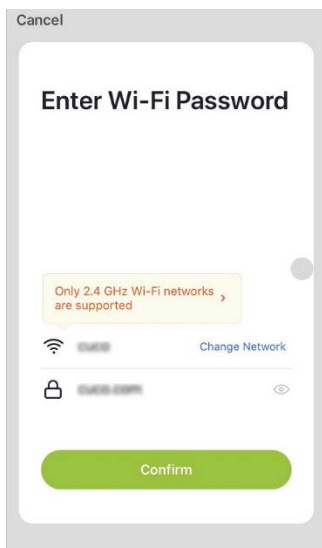 Cancel
Enter Wi-Fi Password
Only 2.4 GHz Wi-Fi networks
are supported
Change Network
Confirm